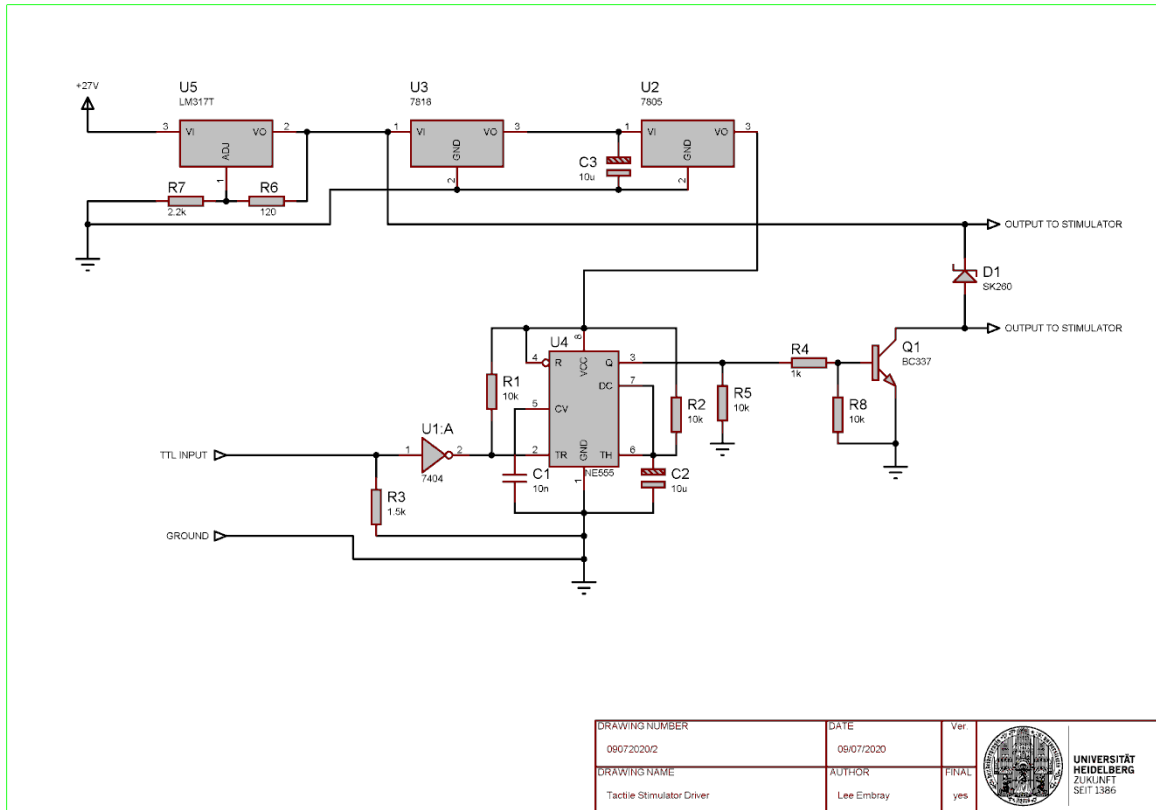 +27V
U5
LM317T
3 VI VO 2
ADJ
1
R7
2.2k
R6
120
U3
7818
1 VI VO 3
GND
2
C3
10u
U2
7805
1 VI VO 3
GND
2
OUTPUT TO STIMULATOR
D1
SK260
OUTPUT TO STIMULATOR
U4
8
VCC
4 R
Q 3
DC 7
5 CV
2 TR
GND
1
TH 6
NE555
R1
10k
R2
10k
R5
10k
R4
1k
R8
10k
Q1
BC337
TTL INPUT
U1:A
1 2
7404
R3
1.5k
C1
10n
C2
10u
GROUND
DRAWING NUMBER
09072020/2
DATE
09/07/2020
Ver.
DRAWING NAME
Tactile Stimulator Driver
AUTHOR
Lee Embray
FINAL
yes
UNIVERSITÄT
HEIDELBERG
ZUKUNFT
SEIT 1386